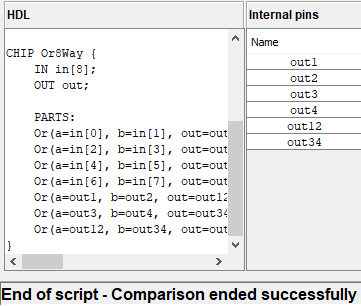 HDL
CHIP Or8Way {
IN in[8];
OUT out;
PARTS:
Or(a=in[0], b=in[1], out=out
Or(a=in[2], b=in[3], out=out
Or(a=in[4], b=in[5], out=out
Or(a=in[6], b=in[7], out=out
Or(a=out1, b=out2, out=out12
Or(a=out3, b=out4, out=out34
Or(a=out12, b=out34, out=out
}
Internal pins
Name
out1
out2
out3
out4
out12
out34
End of script - Comparison ended successfully